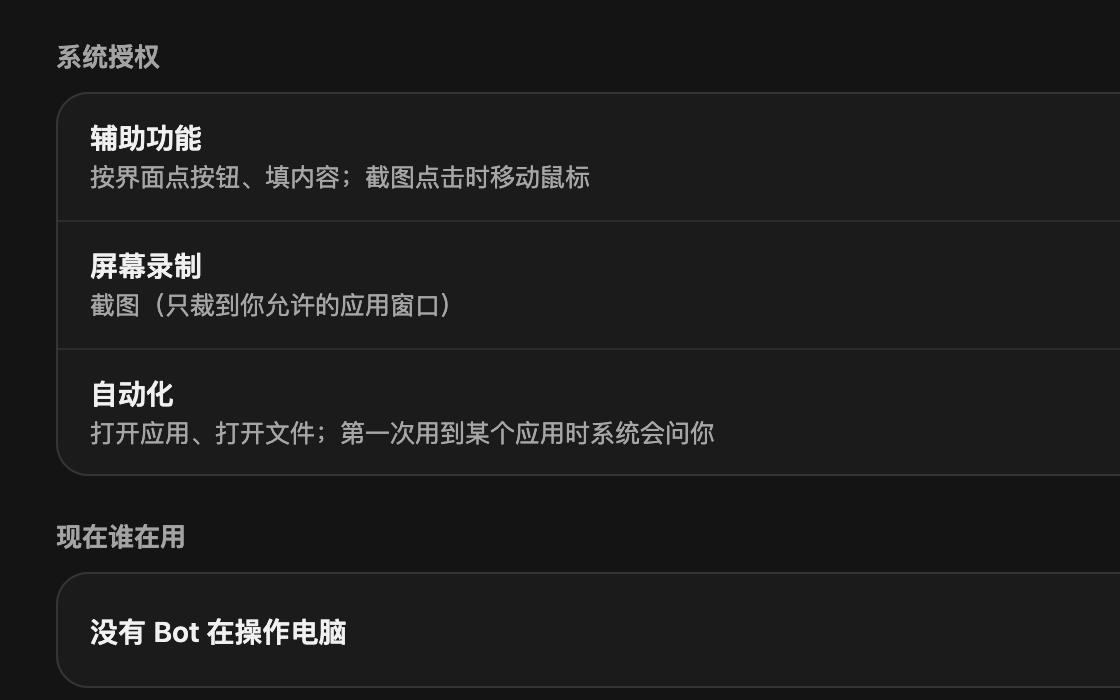 系统授权
辅助功能
按界面点按钮、填内容；截图点击时移动鼠标
屏幕录制
截图（只裁到你允许的应用窗口）
自动化
打开应用、打开文件；第一次用到某个应用时系统会问你
现在谁在用
没有 Bot 在操作电脑